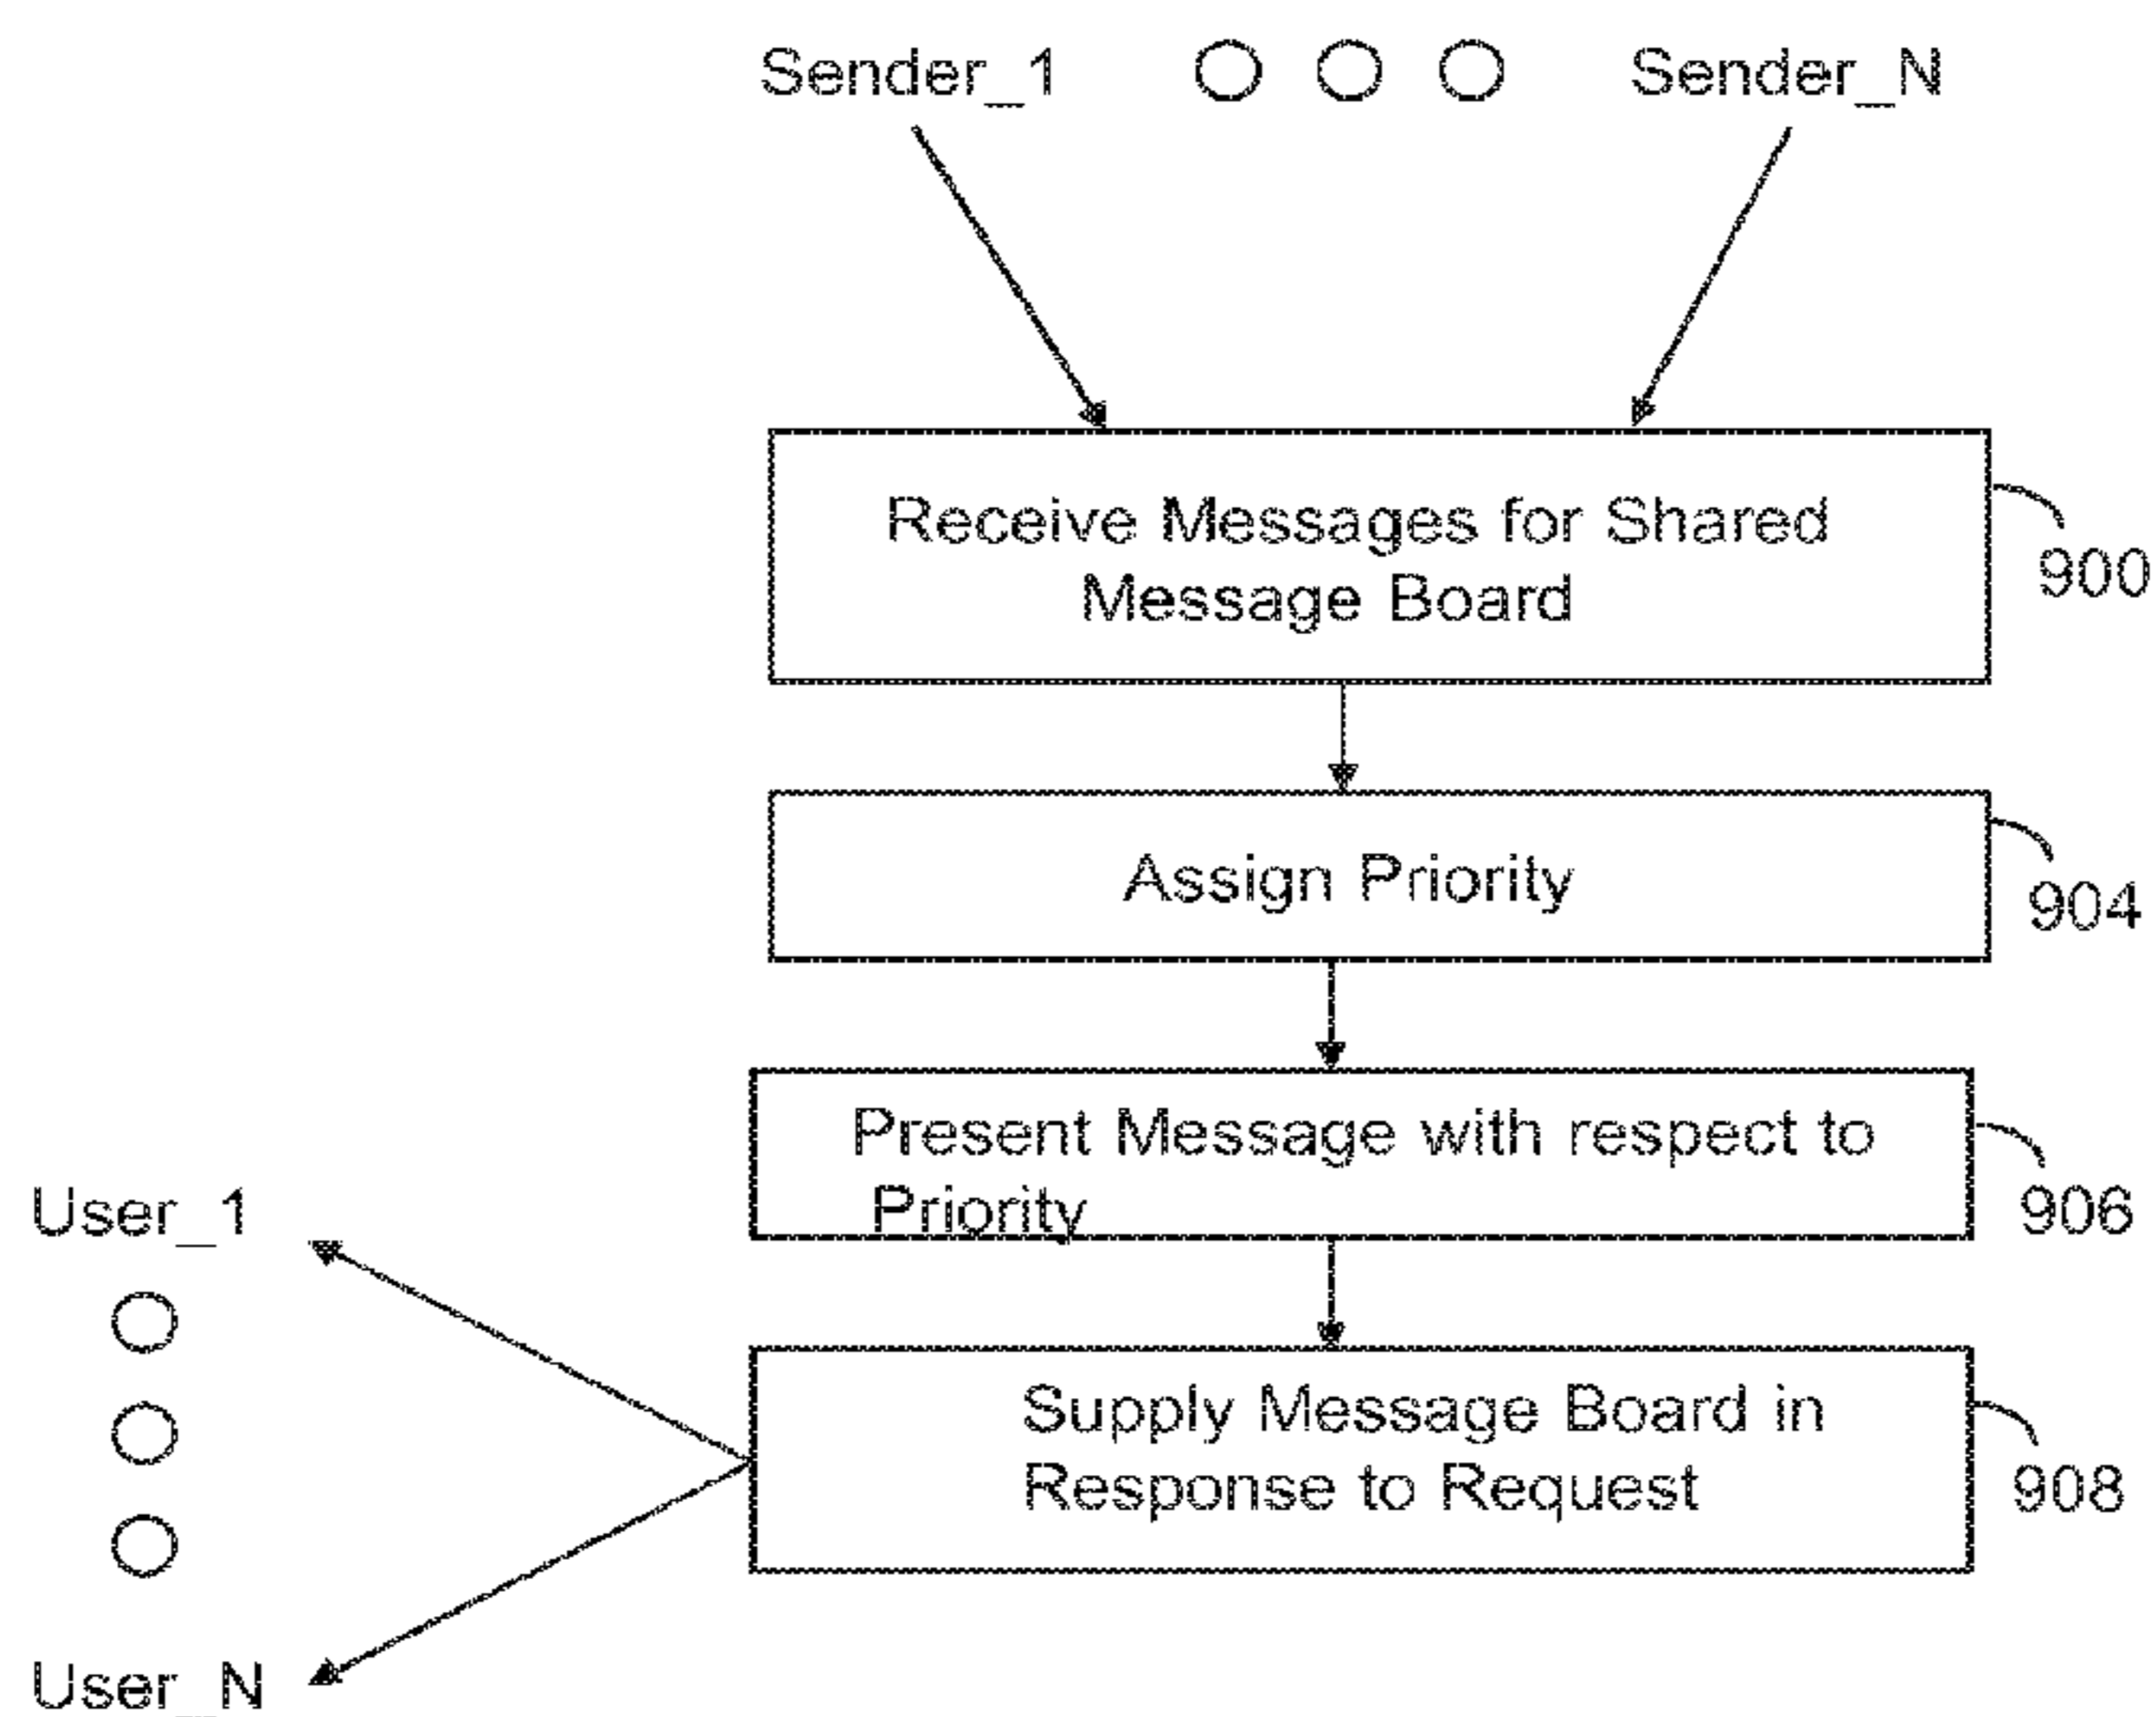 Sender_1 Sender_N
Receive Messages for Shared
Message Board
900
Assign Priority
904
Present Message with respect to
Priority
906
Supply Message Board in
Response to Request
908
User_1
User_N